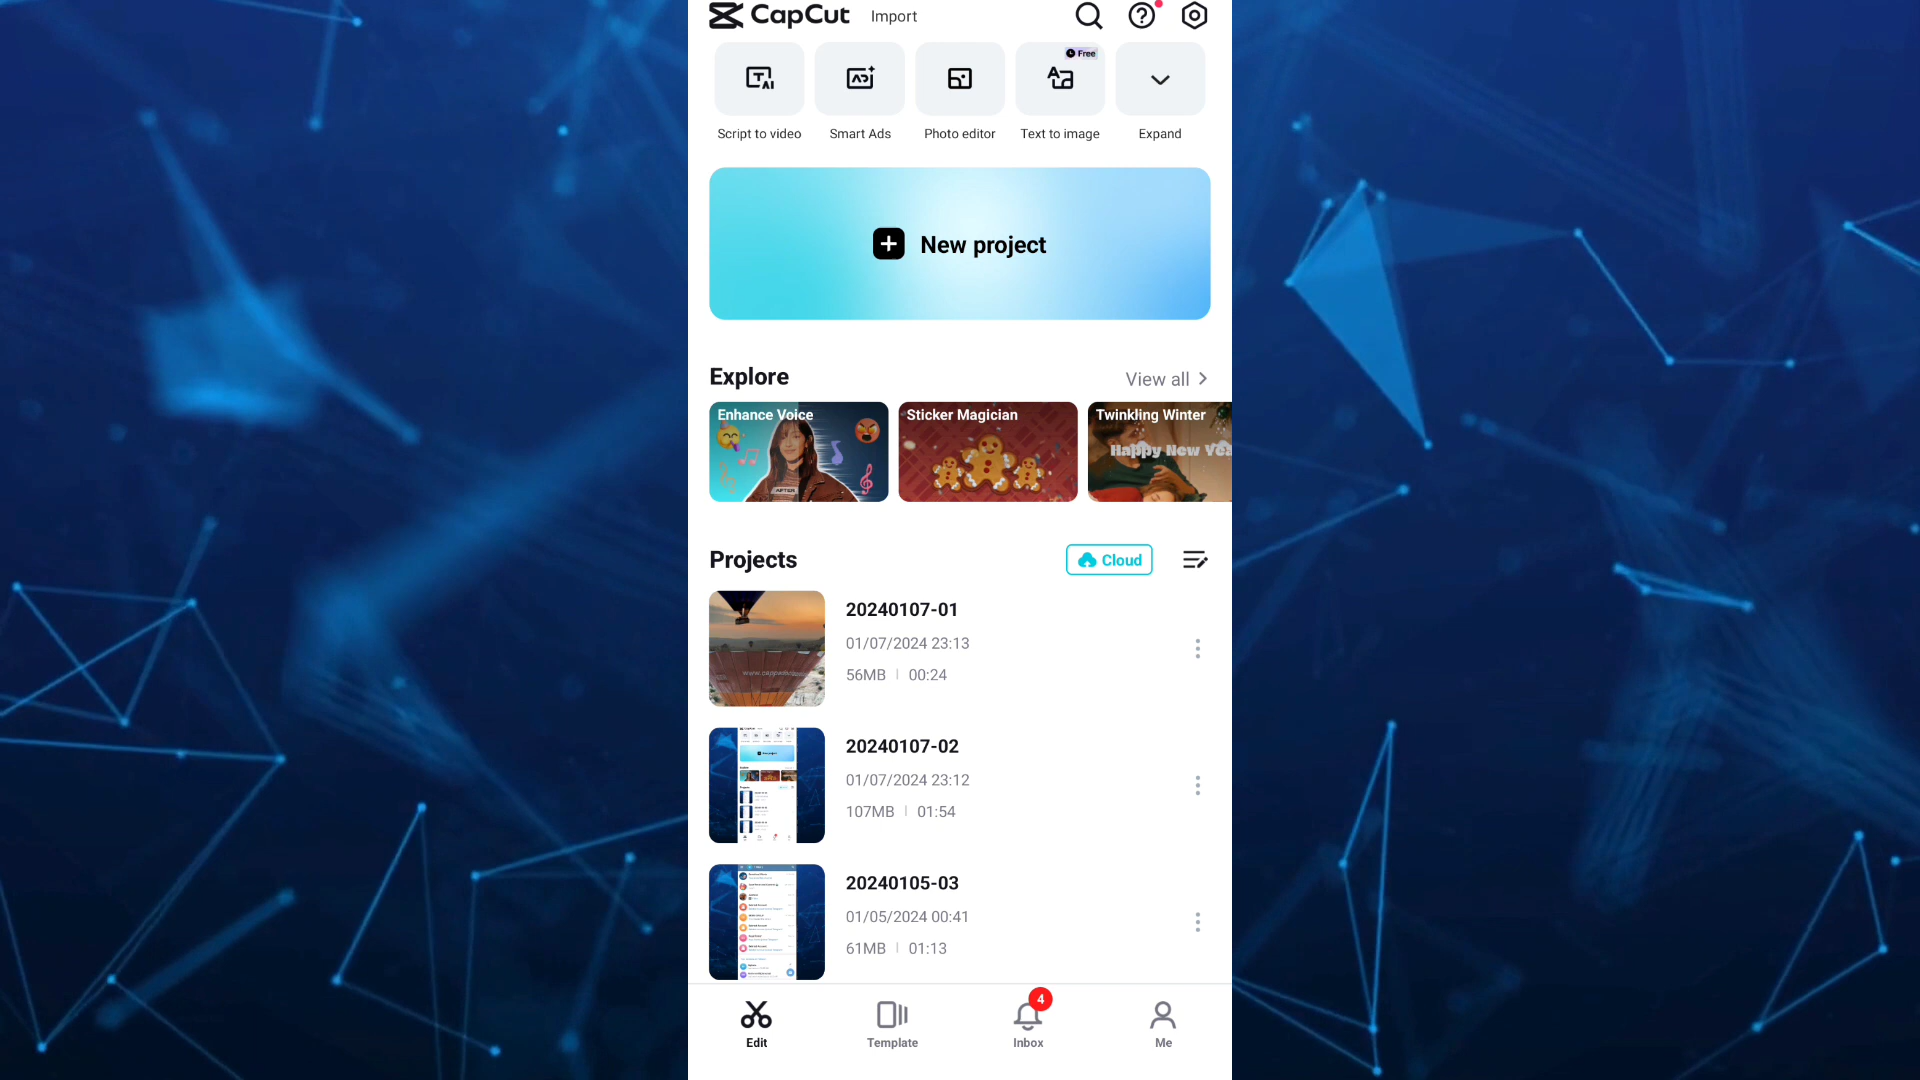 CapCut Import
Free
Script to video Smart Ads Photo editor Text to image Expand
New project
Explore View all
Enhance Voice Sticker Magician Twinkling Winter
Happy New Yea
Projects Cloud
20240107-01
01/07/2024 23:13
56MB 00:24
20240107-02
01/07/2024 23:12
107MB 01:54
20240105-03
01/05/2024 00:41
61MB 01:13
4
Edit Template Inbox Me